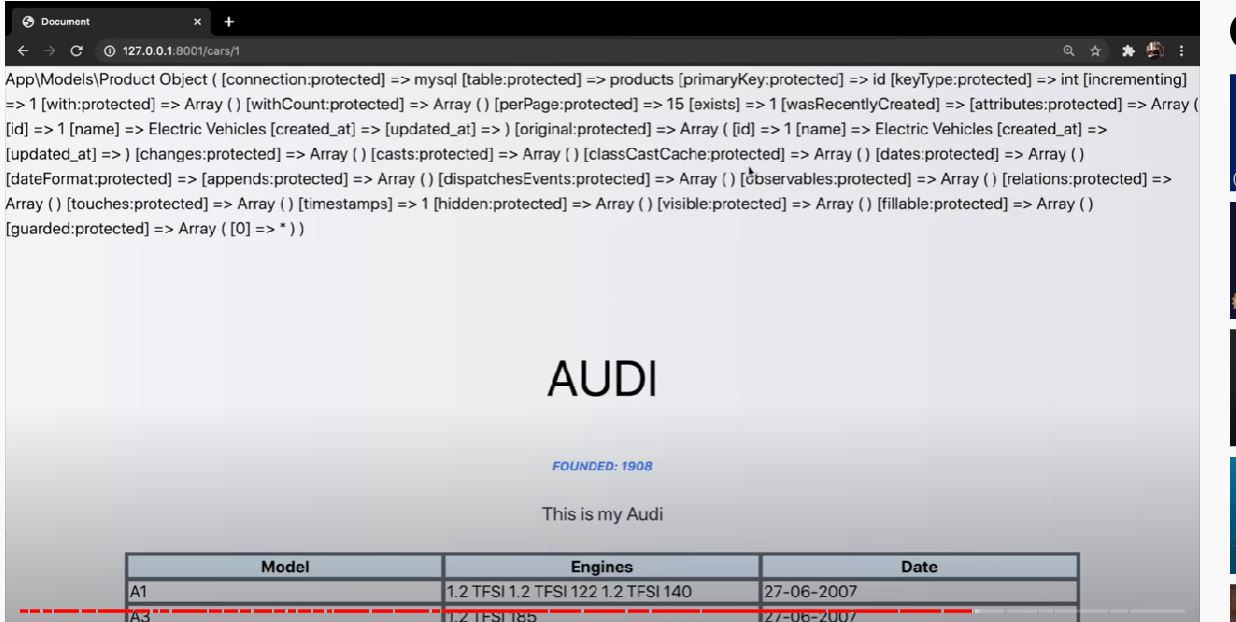 Document
127.0.0.1:8001/cars/1
App\Models\Product Object ( [connection:protected] => mysql [table:protected] => products [primaryKey:protected] => id [keyType:protected] => int [incrementing]
=> 1 [with:protected] => Array ( ) [withCount:protected] => Array ( ) [perPage:protected] => 15 [exists] => 1 [wasRecentlyCreated] => [attributes:protected] => Array (
[id] => 1 [name] => Electric Vehicles [created_at] => [updated_at] => ) [original:protected] => Array ( [id] => 1 [name] => Electric Vehicles [created_at] =>
[updated_at] => ) [changes:protected] => Array ( ) [casts:protected] => Array ( ) [classCastCache:protected] => Array ( ) [dates:protected] => Array ( )
[dateFormat:protected] => [appends:protected] => Array ( ) [dispatchesEvents:protected] => Array ( ) [observables:protected] => Array ( ) [relations:protected] =>
Array ( ) [touches:protected] => Array ( ) [timestamps] => 1 [hidden:protected] => Array ( ) [visible:protected] => Array ( ) [fillable:protected] => Array ( )
[guarded:protected] => Array ( [0] => * ) )
AUDI
FOUNDED: 1908
This is my Audi
Model Engines Date
A1 1.2 TFSI 1.2 TFSI 122 1.2 TFSI 140 27-06-2007
A3 1.2 TFSI 185 27-06-2007